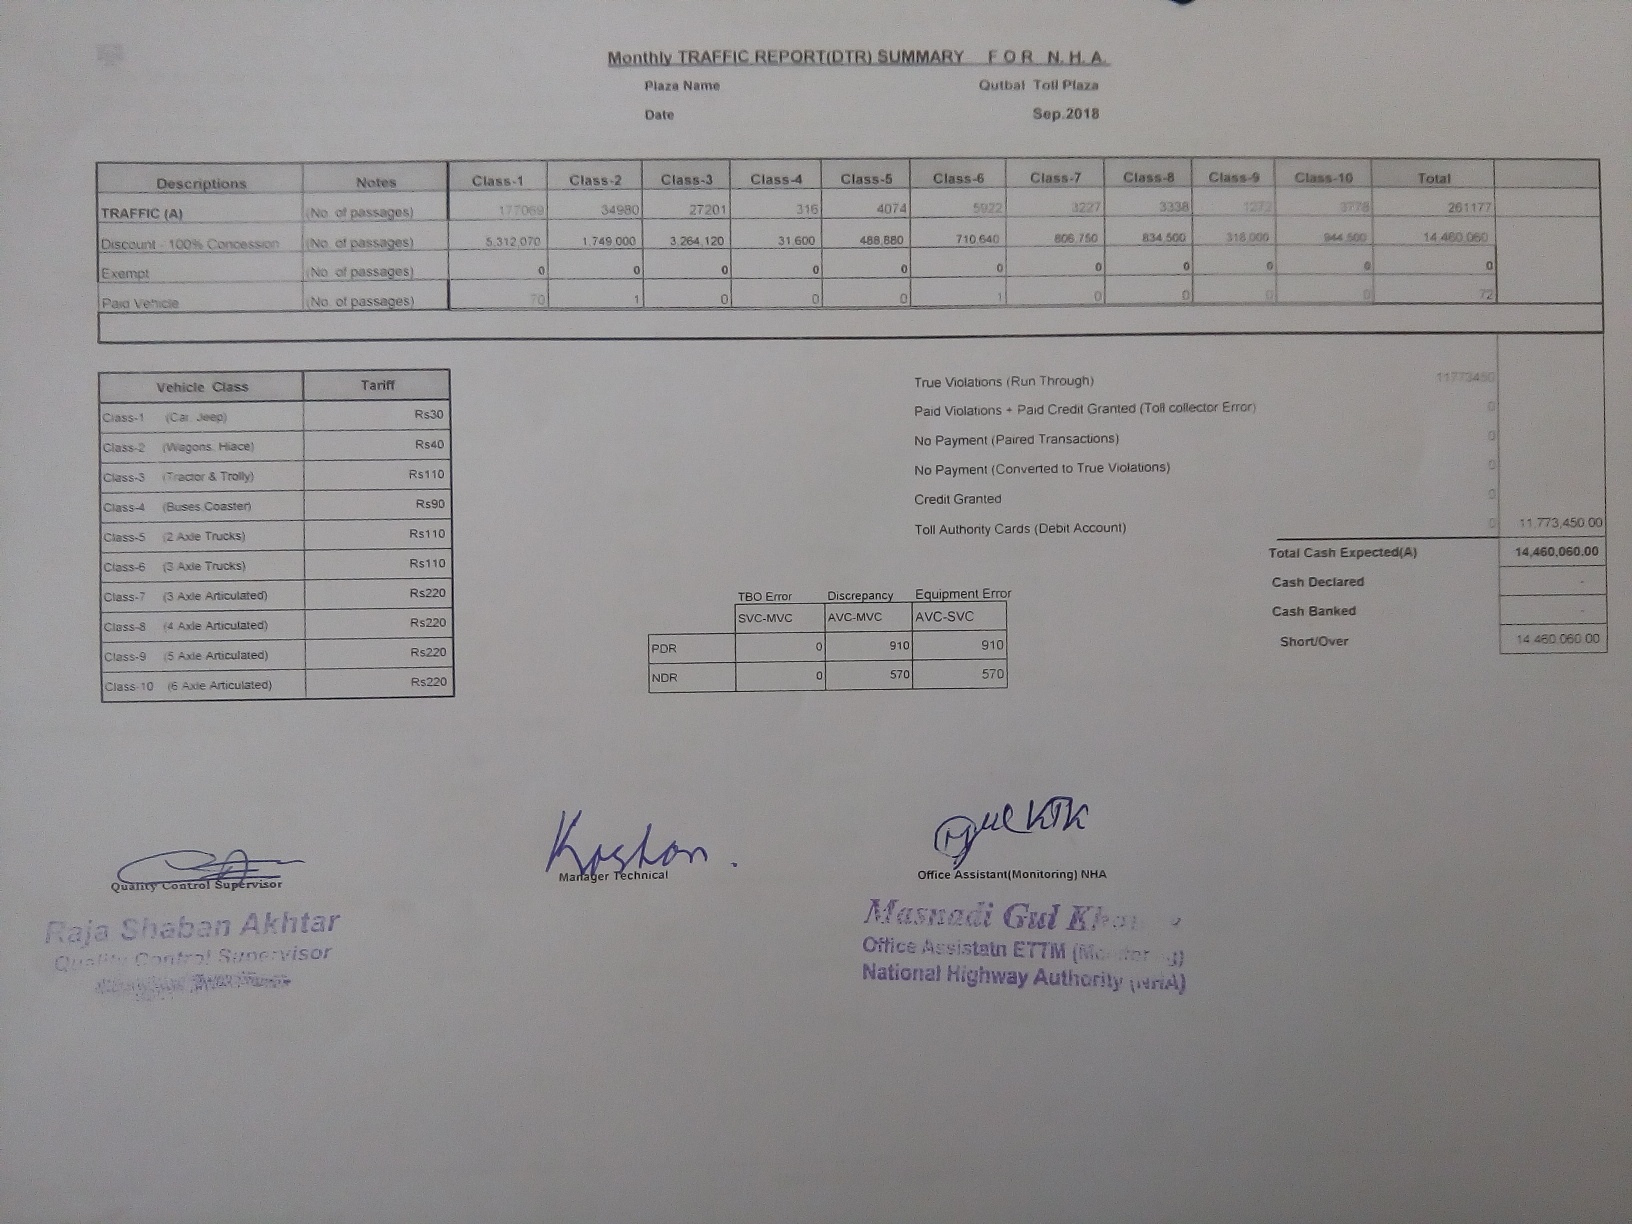 Monthly TRAFFIC REPORT(DTR) SUMMARY F O R N. H. A.
Plaza Name Qutbal Toll Plaza
Date Sep.2018
Descriptions Notes Class-1 Class-2 Class-3 Class-4 Class-5 Class-6 Class-7 Class-8 Class-9 Class-10 Total
TRAFFIC (A) (No. of passages) 177069 34980 27201 316 4074 5922 3227 3338 1272 3778 261177
Discount - 100% Concession (No. of passages) 5,312,070 1,749,000 3,264,120 31,600 488,880 710,640 806,750 834,500 318,000 944,500 14,460,060
Exempt (No. of passages) 0 0 0 0 0 0 0 0 0 0 0
Paid Vehicle (No. of passages) 70 1 0 0 0 1 0 0 0 0 72
Vehicle Class Tariff
Class-1 (Car, Jeep) Rs30
Class-2 (Wagons, Hiace) Rs40
Class-3 (Tractor & Trolly) Rs110
Class-4 (Buses Coaster) Rs90
Class-5 (2 Axle Trucks) Rs110
Class-6 (3 Axle Trucks) Rs110
Class-7 (3 Axle Articulated) Rs220
Class-8 (4 Axle Articulated) Rs220
Class-9 (5 Axle Articulated) Rs220
Class-10 (6 Axle Articulated) Rs220
True Violations (Run Through) 11773450
Paid Violations + Paid Credit Granted (Toll collector Error) 0
No Payment (Paired Transactions) 0
No Payment (Converted to True Violations) 0
Credit Granted 0
Toll Authority Cards (Debit Account) 0 11,773,450.00
Total Cash Expected(A) 14,460,060.00
Cash Declared -
Cash Banked -
Short/Over 14,460,060.00
TBO Error Discrepancy Equipment Error
SVC-MVC AVC-MVC AVC-SVC
PDR 0 910 910
NDR 0 570 570
Quality Control Supervisor
Manager Technical
Office Assistant(Monitoring) NHA
Raja Shaban Akhtar
Quality Control Supervisor
Masnadi Gul
Office Assistatn ETTM
National Highway Authority (NHA)